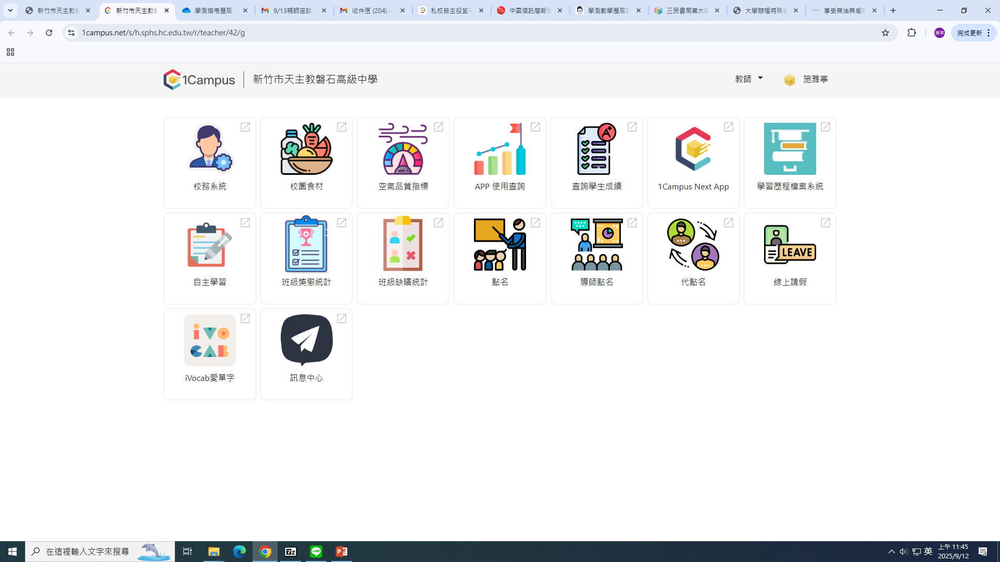 新竹市天主教磐
新竹市天主教磐
學測指考歷屆 -
9/13親師座談-
收件匣 (204) -
私校自主投資平
中國信託簡報
學測數學歷屆
三民書局東大
大學辦理特殊
享受無油無慮
1campus.net/s/h.sphs.hc.edu.tw/r/teacher/42/g
雅寧
完成更新
1Campus
新竹市天主教磐石高級中學
教師
施雅寧
校務系統
校園食材
空氣品質指標
APP 使用查詢
A+
查詢學生成績
1Campus Next App
學習歷程檔案系統
自主學習
班級獎懲統計
班級缺曠統計
點名
導師點名
代點名
LEAVE
線上請假
iVO
CAB
iVocab愛單字
訊息中心
在這裡輸入文字來搜尋
7z
LINE
P
英
上午 11:45
2025/9/12